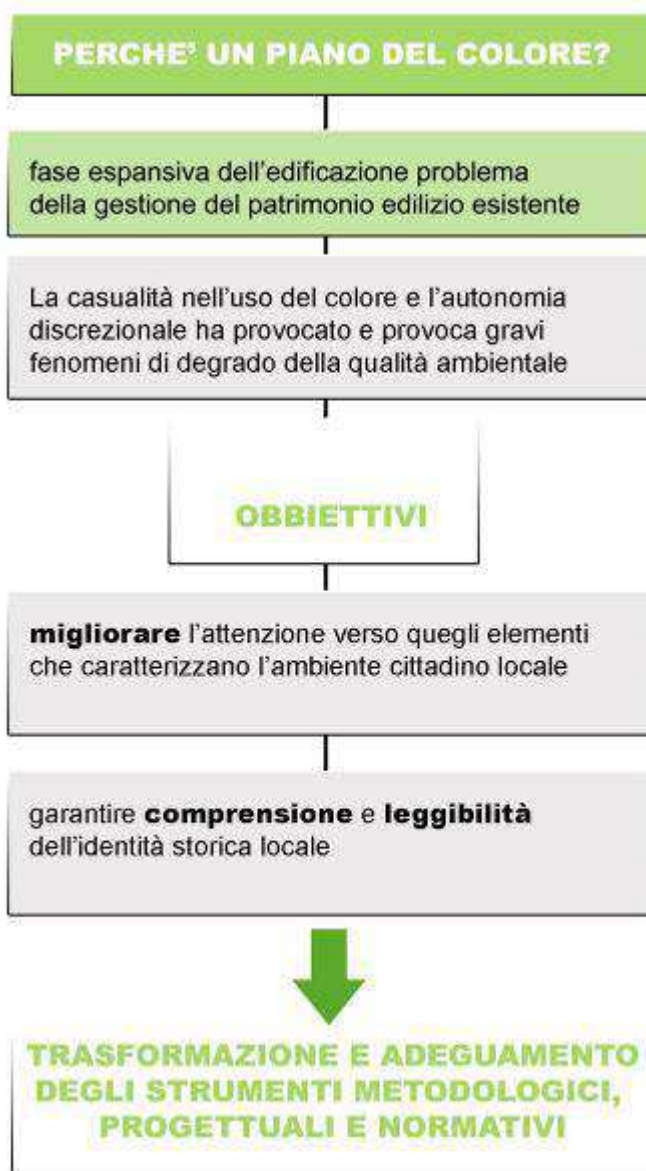 PERCHE' UN PIANO DEL COLORE?
fase espansiva dell'edificazione problema
della gestione del patrimonio edilizio esistente
La casualità nell'uso del colore e l'autonomia
discrezionale ha provocato e provoca gravi
fenomeni di degrado della qualità ambientale
OBBIETTIVI
migliorare l'attenzione verso quegli elementi
che caratterizzano l'ambiente cittadino locale
garantire comprensione e leggibilità
dell'identità storica locale
TRASFORMAZIONE E ADEGUAMENTO
DEGLI STRUMENTI METODOLOGICI,
PROGETTUALI E NORMATIVI